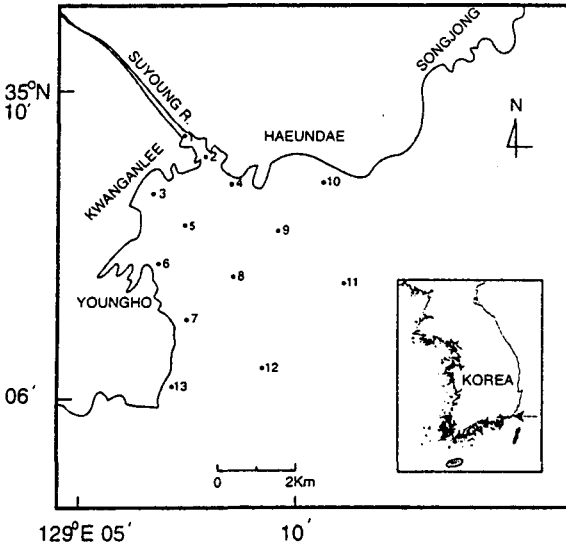 SONGJONG
SUYOUNG R.
35°N
10′
N
HAEUNDAE
1
2
KWANGANLEE
3
4
10
5
9
6
8
11
YOUNGHO
7
KOREA
12
13
06′
0 2Km
129°E 05′ 10′